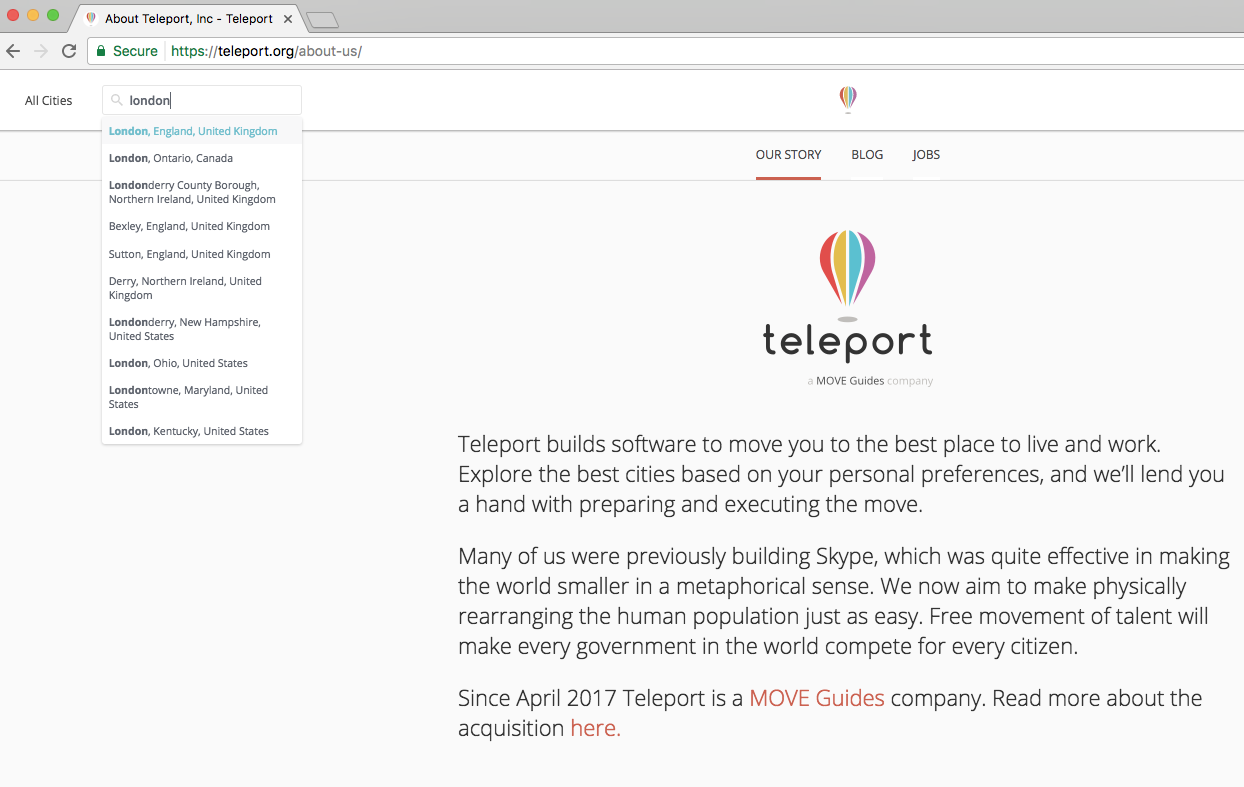 About Teleport, Inc - Teleport
Secure
https://teleport.org/about-us/
All Cities
london
London, England, United Kingdom
London, Ontario, Canada
Londonderry County Borough,
Northern Ireland, United Kingdom
Bexley, England, United Kingdom
Sutton, England, United Kingdom
Derry, Northern Ireland, United
Kingdom
Londonderry, New Hampshire,
United States
London, Ohio, United States
Londontowne, Maryland, United
States
London, Kentucky, United States
OUR STORY BLOG JOBS
teleport
a MOVE Guides company
Teleport builds software to move you to the best place to live and work.
Explore the best cities based on your personal preferences, and we’ll lend you
a hand with preparing and executing the move.
Many of us were previously building Skype, which was quite effective in making
the world smaller in a metaphorical sense. We now aim to make physically
rearranging the human population just as easy. Free movement of talent will
make every government in the world compete for every citizen.
Since April 2017 Teleport is a MOVE Guides company. Read more about the
acquisition here.